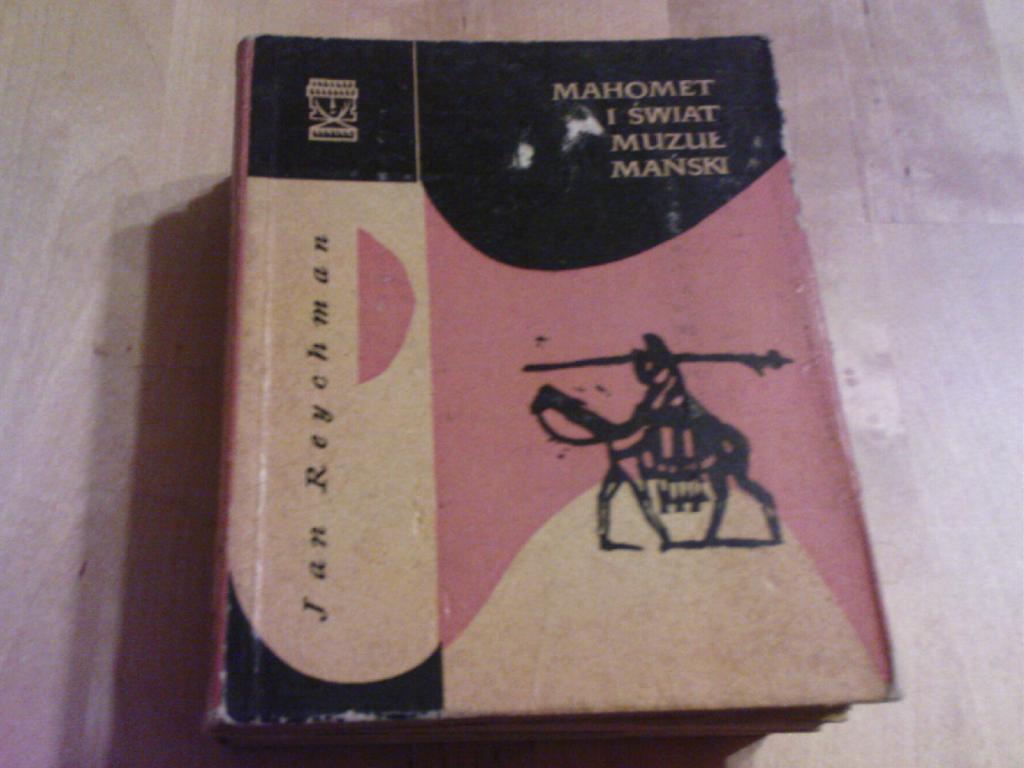 MAHOMET
I ŚWIAT
MUZUŁ
MAŃSKI
Jan Reychman